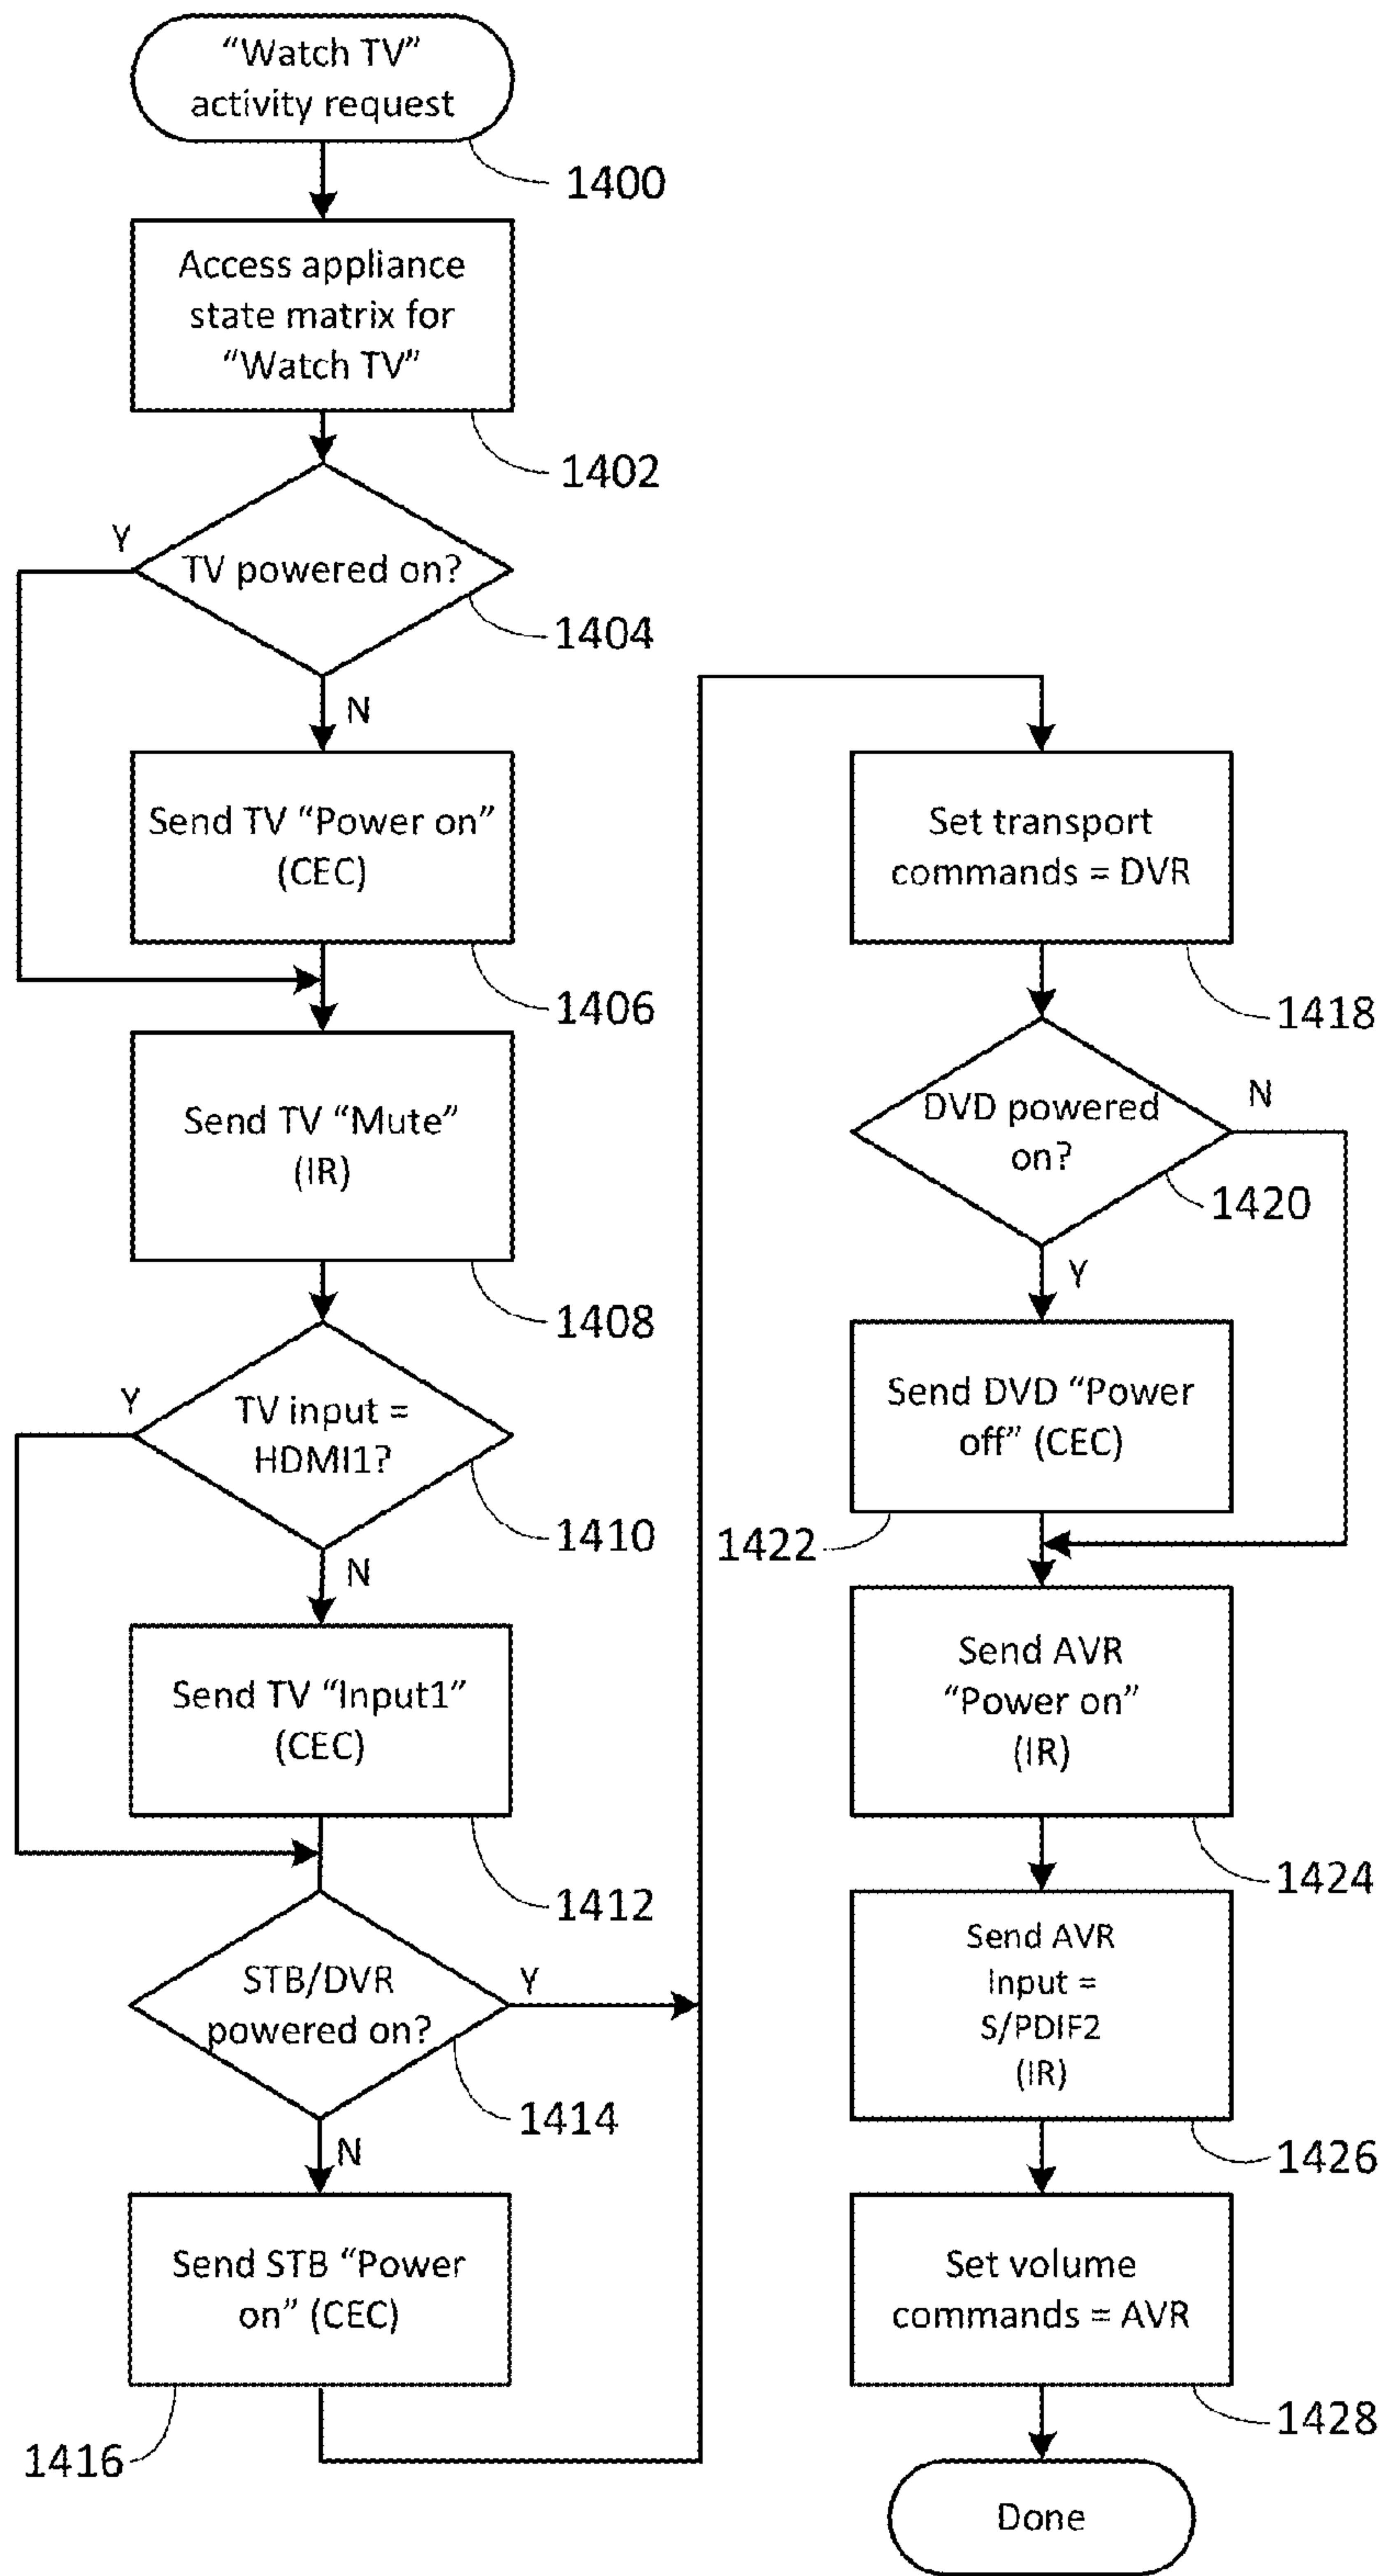 “Watch TV”
activity request
1400
Access appliance
state matrix for
“Watch TV”
1402
Y
TV powered on?
1404
N
Send TV “Power on”
(CEC)
1406
Send TV “Mute”
(IR)
1408
Y
TV input =
HDMI1?
1410
N
Send TV “Input1”
(CEC)
1412
STB/DVR
powered on?
Y
1414
N
Send STB “Power
on” (CEC)
1416
Set transport
commands = DVR
1418
DVD powered
on?
N
1420
Y
Send DVD “Power
off” (CEC)
1422
Send AVR
“Power on”
(IR)
1424
Send AVR
Input =
S/PDIF2
(IR)
1426
Set volume
commands = AVR
1428
Done